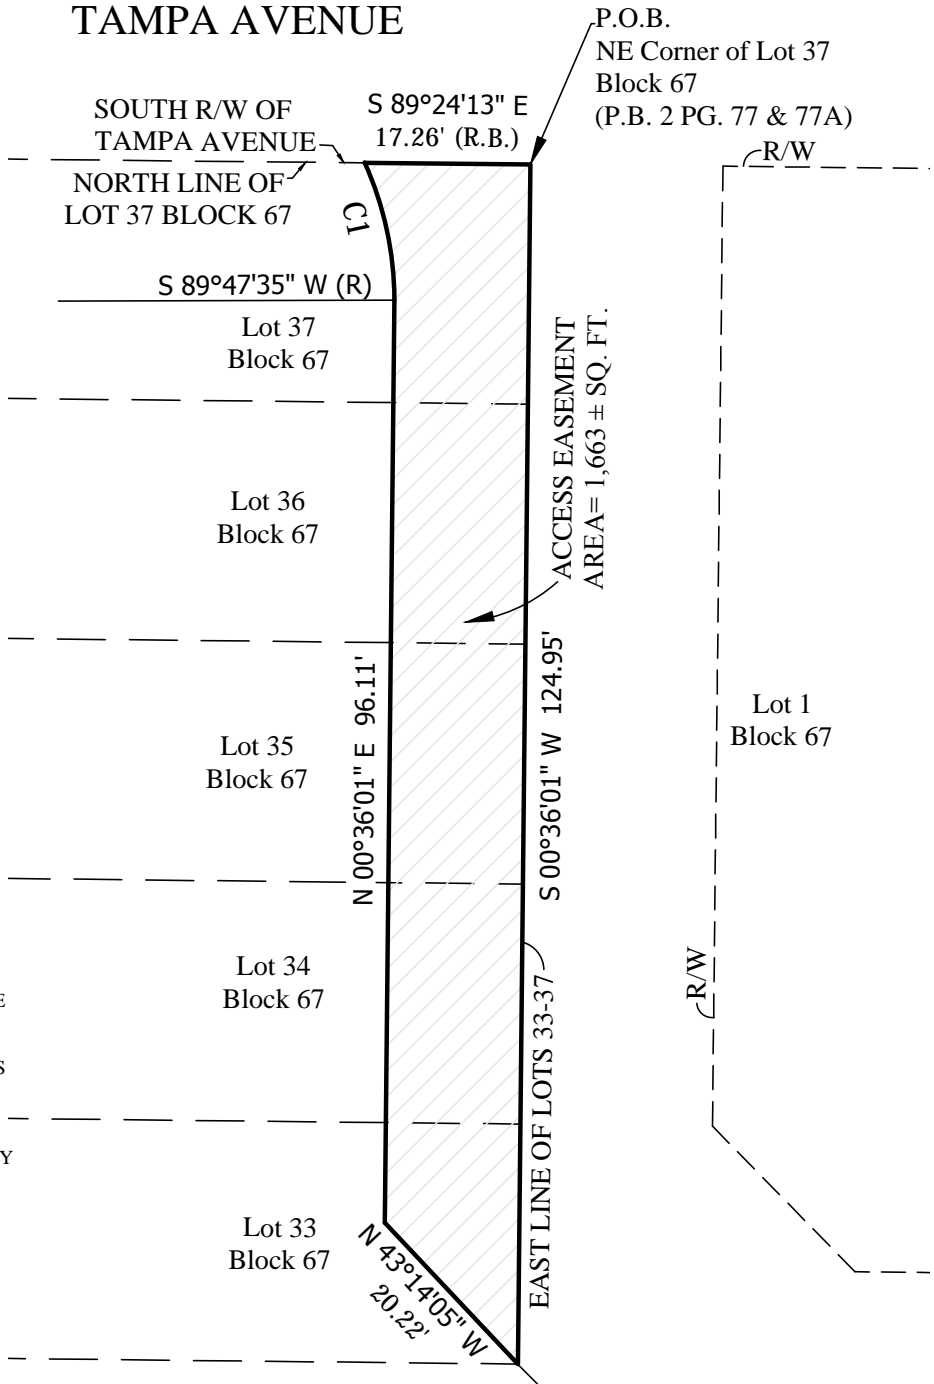 TAMPA AVENUE
P.O.B.
NE Corner of Lot 37
Block 67
(P.B. 2 PG. 77 & 77A)
SOUTH R/W OF
TAMPA AVENUE
S 89°24'13" E
17.26' (R.B.)
R/W
NORTH LINE OF
LOT 37 BLOCK 67
C1
S 89°47'35" W (R)
Lot 37
Block 67
ACCESS EASEMENT
AREA= 1,663 ± SQ. FT.
Lot 36
Block 67
N 00°36'01" E 96.11'
S 00°36'01" W 124.95'
Lot 1
Block 67
Lot 35
Block 67
Lot 34
Block 67
R/W
E
S
EAST LINE OF LOTS 33-37
Y
Lot 33
Block 67
N 43°14'05" W
20.22'